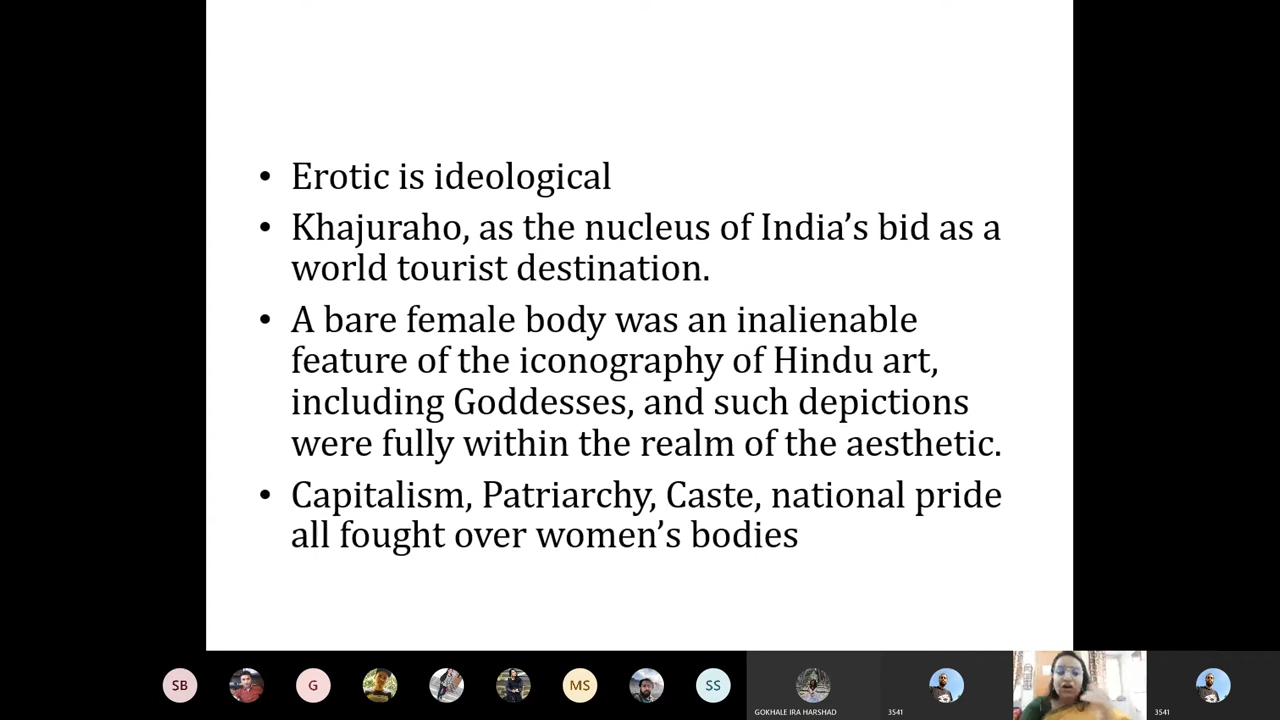 • Erotic is ideological
• Khajuraho, as the nucleus of India’s bid as a
world tourist destination.
• A bare female body was an inalienable
feature of the iconography of Hindu art,
including Goddesses, and such depictions
were fully within the realm of the aesthetic.
• Capitalism, Patriarchy, Caste, national pride
all fought over women’s bodies
SB G MS SS
GOKHALE IRA HARSHAD 3541 3541